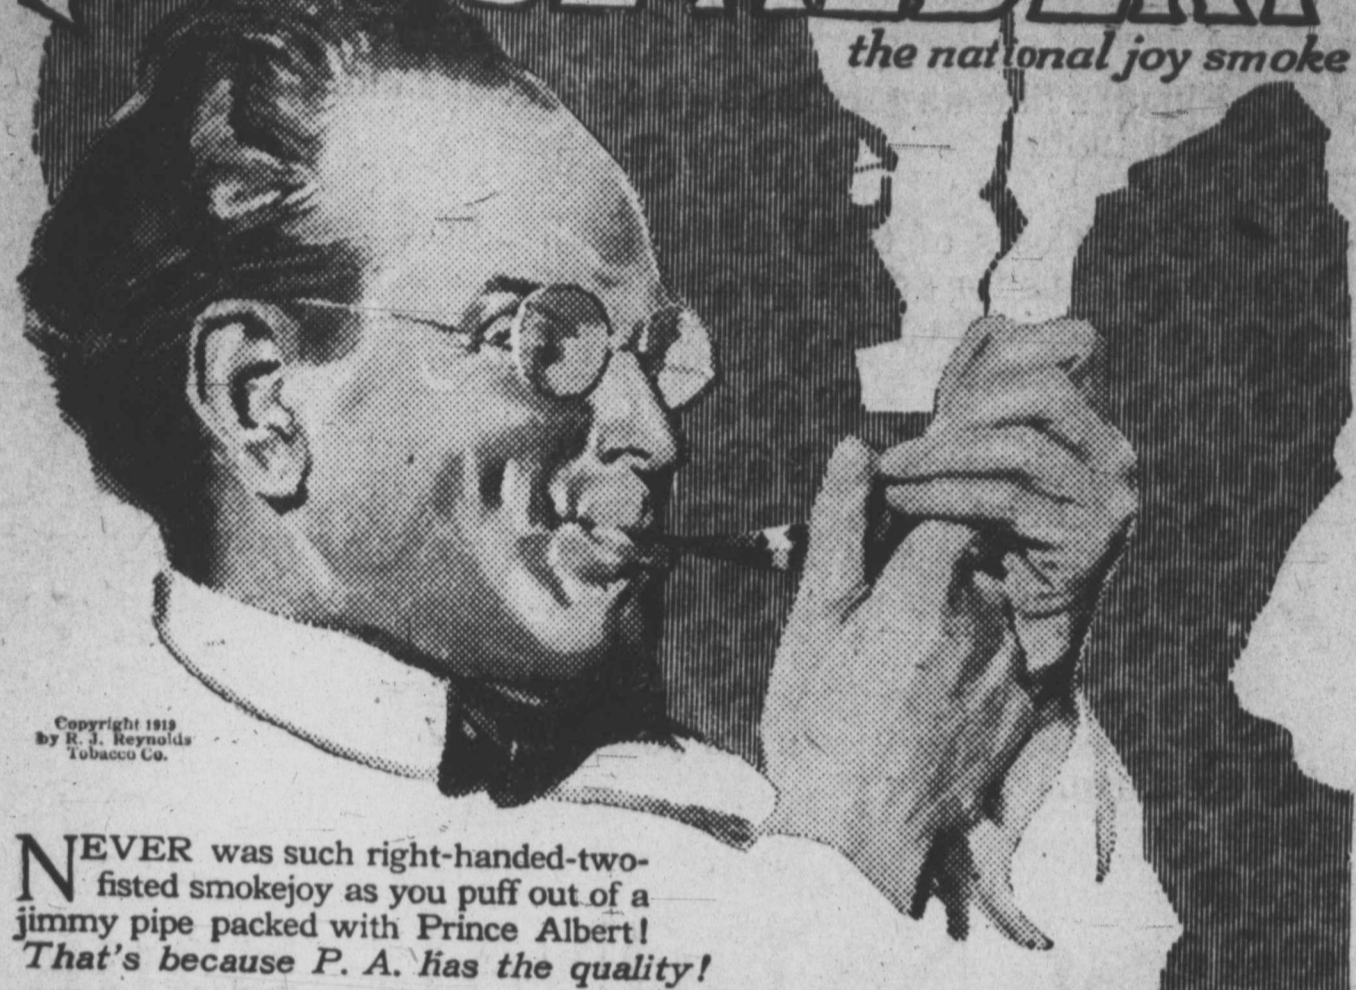 the national joy smoke
Copyright 1919
by R. J. Reynolds
Tobacco Co.
NEVER was such right-handed-two-
fisted smokejoy as you puff out of a
jimmy pipe packed with Prince Albert!
That's because P. A. has the quality!